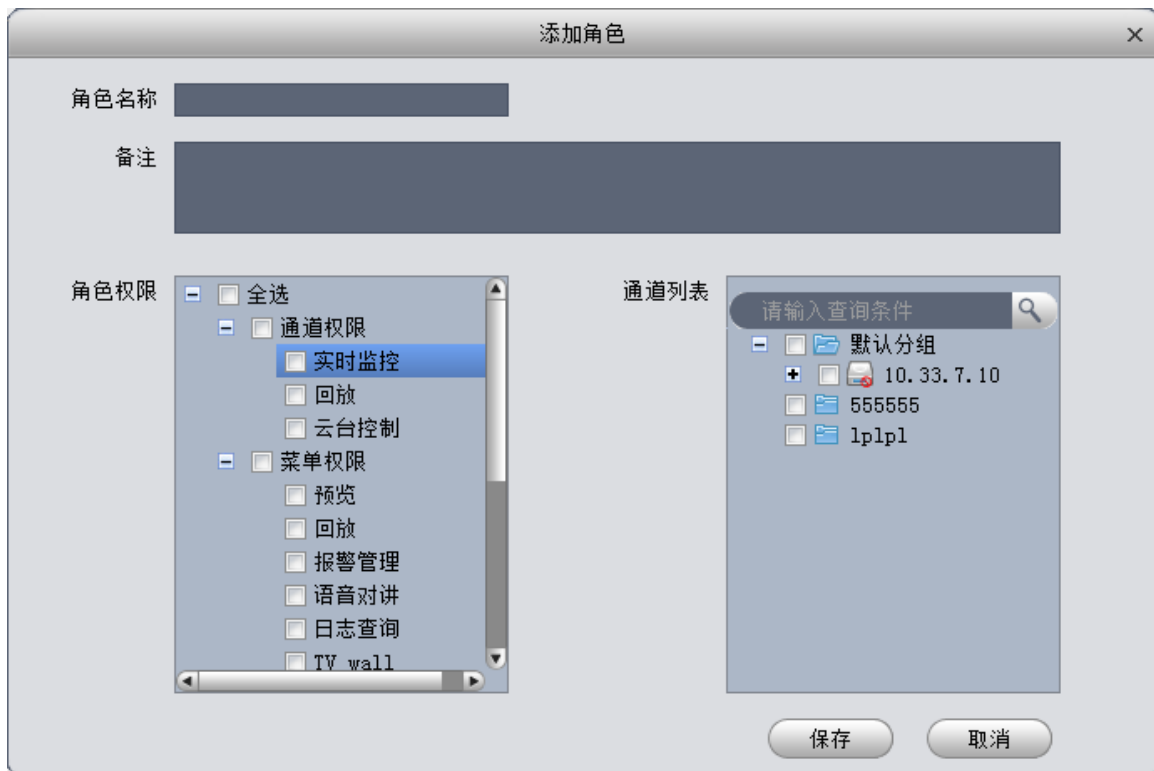 添加角色
角色名称
备注
角色权限
全选
通道权限
实时监控
回放
云台控制
菜单权限
预览
回放
报警管理
语音对讲
日志查询
TV wall
通道列表
请输入查询条件
默认分组
10.33.7.10
555555
lplpl
保存
取消